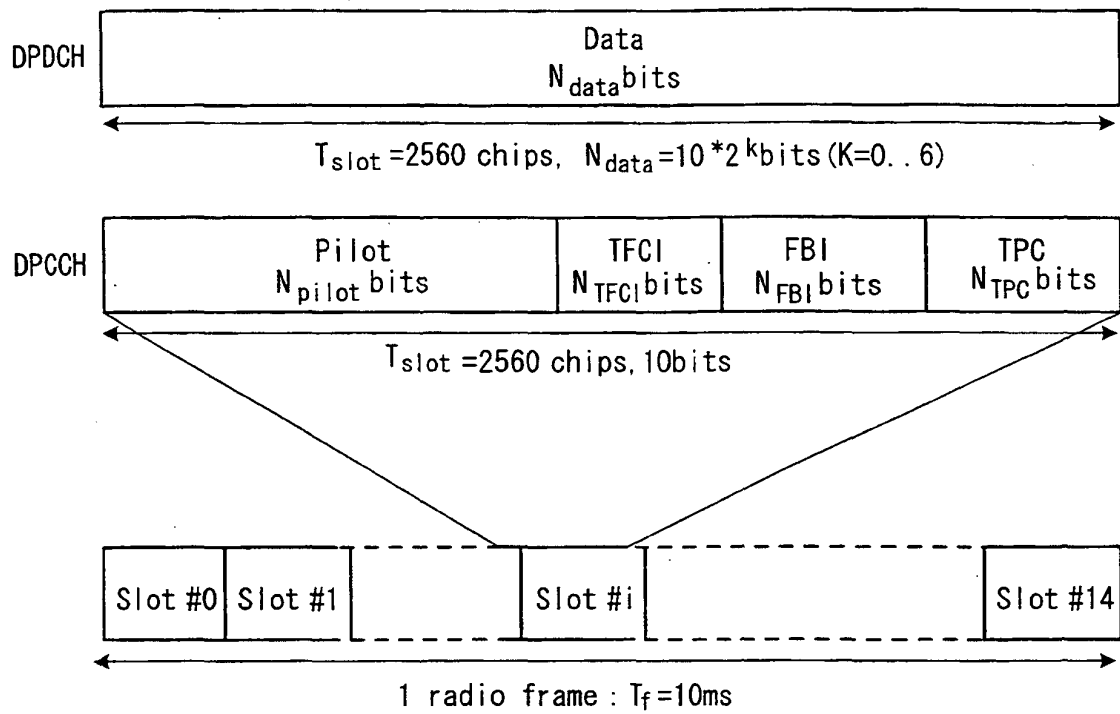 DPDCH
Data
N_data bits
T_slot =2560 chips, N_data=10*2^k bits (K=0..6)
DPCCH
Pilot
N_pilot bits
TFCI
N_TFCI bits
FBI
N_FBI bits
TPC
N_TPC bits
T_slot =2560 chips, 10bits
Slot #0
Slot #1
Slot #i
Slot #14
1 radio frame : T_f=10ms